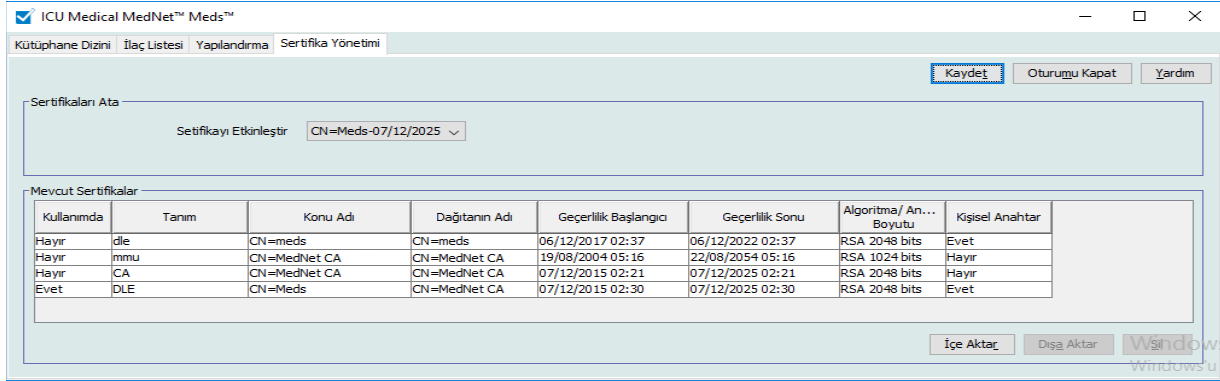 ICU Medical MedNet™ Meds™
Kütüphane Dizini İlaç Listesi Yapılandırma Sertifika Yönetimi
Kaydet Oturumu Kapat Yardım
Sertifikaları Ata
Setifikayı Etkinleştir CN=Meds-07/12/2025
Mevcut Sertifikalar
Kullanımda Tanım Konu Adı Dağıtanın Adı Geçerlilik Başlangıcı Geçerlilik Sonu Algoritma/ An... Boyutu Kişisel Anahtar
Hayır dle CN=meds CN=meds 06/12/2017 02:37 06/12/2022 02:37 RSA 2048 bits Evet
Hayır mmu CN=MedNet CA CN=MedNet CA 19/08/2004 05:16 22/08/2054 05:16 RSA 1024 bits Hayır
Hayır CA CN=MedNet CA CN=MedNet CA 07/12/2015 02:21 07/12/2025 02:21 RSA 2048 bits Hayır
Evet DLE CN=Meds CN=MedNet CA 07/12/2015 02:30 07/12/2025 02:30 RSA 2048 bits Evet
İçe Aktar Dışa Aktar Sil
Windows
Windows'u